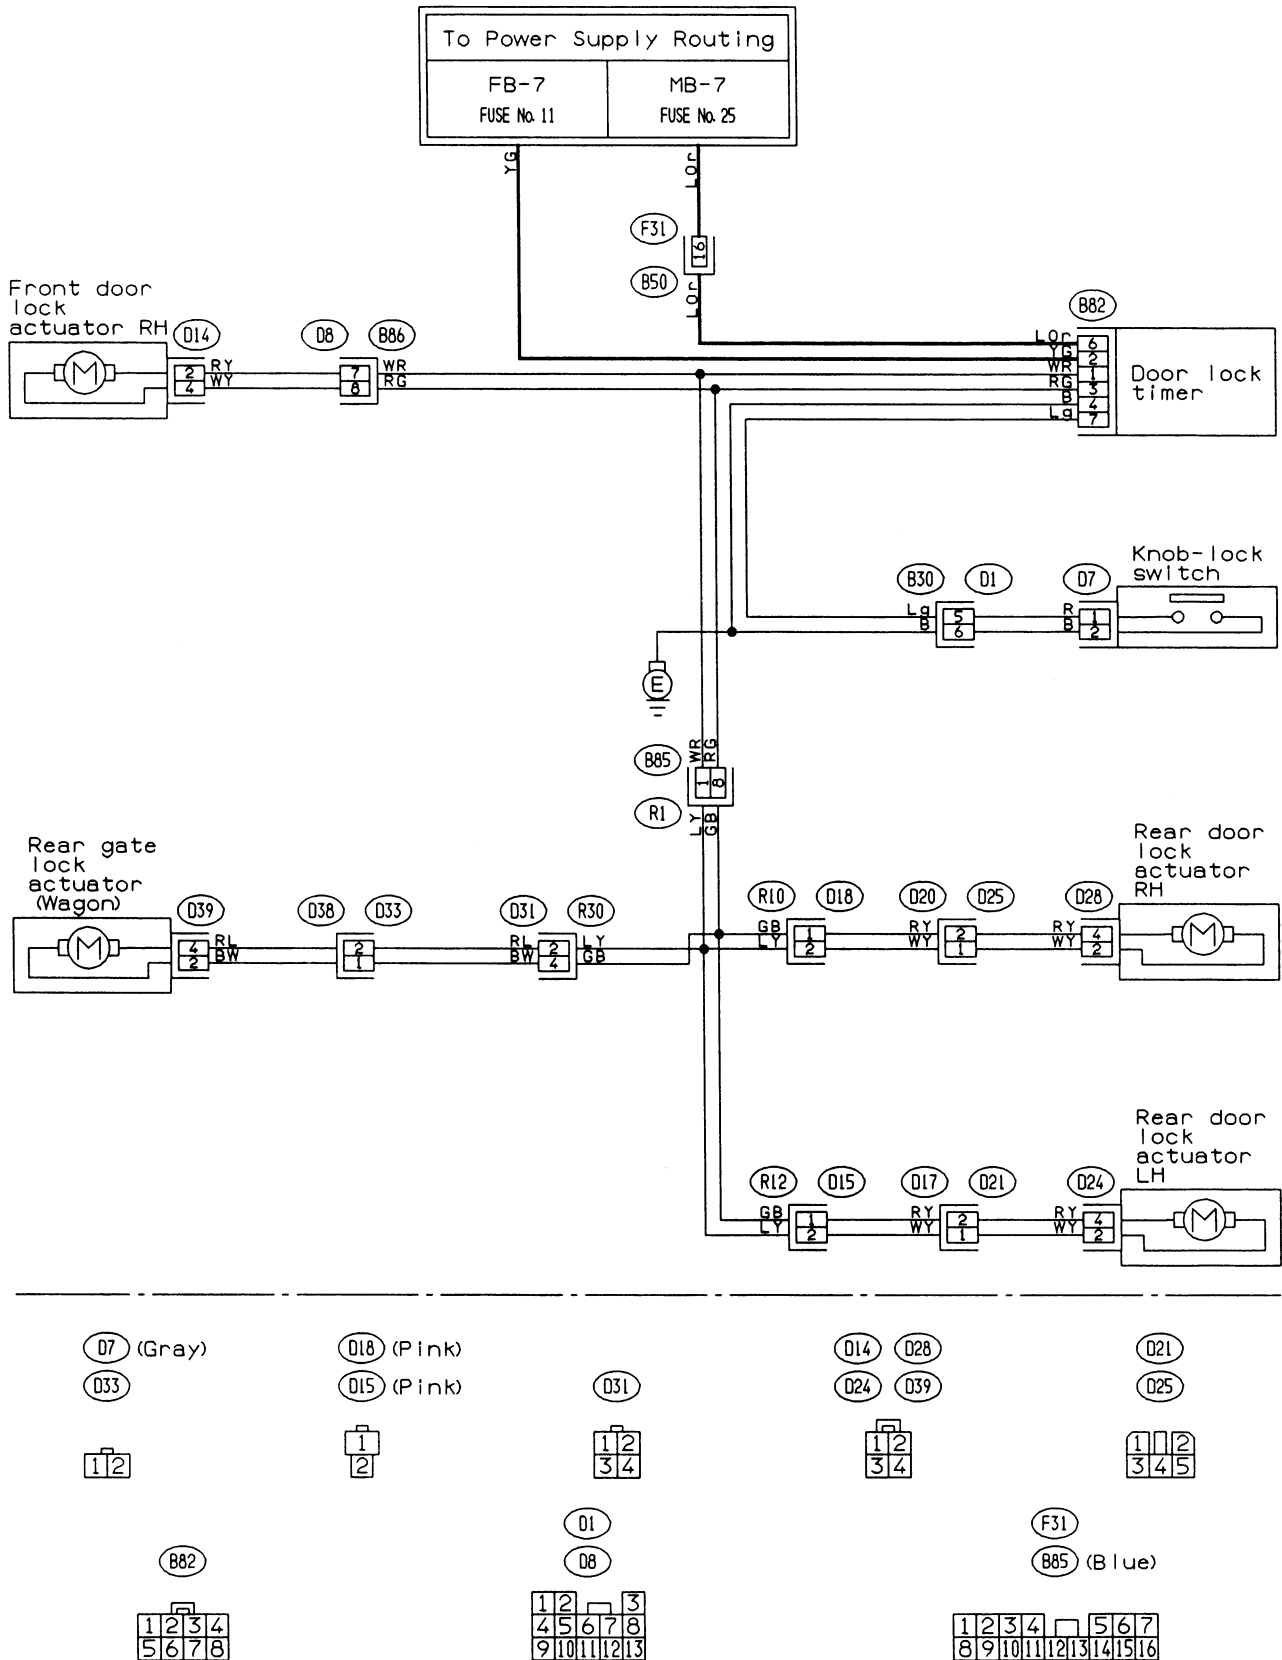 To Power Supply Routing
FB-7
FUSE No. 11
MB-7
FUSE No. 25
YG
LOr
F31
16
B50
LOr
Front door
lock
actuator RH
M
D14
2
4
RY
WY
D8
B86
7
8
WR
RG
B82
LOr
YG
WR
RG
B
Lg
6
2
1
3
4
7
Door lock
timer
Knob-lock
switch
B30
D1
D7
Lg
B
5
6
R
B
1
2
E
B85
WR
RG
1
8
R1
LY
GB
Rear gate
lock
actuator
(Wagon)
M
D39
4
2
RL
BW
D38
D33
2
1
D31
R30
RL
BW
2
4
LY
GB
Rear door
lock
actuator
RH
R10
D18
GB
LY
1
2
D20
D25
RY
WY
2
1
D28
RY
WY
4
2
M
Rear door
lock
actuator
LH
R12
D15
GB
LY
1
2
D17
D21
RY
WY
2
1
D24
RY
WY
4
2
M
D7 (Gray)
D33
1 2
D18 (Pink)
D15 (Pink)
1
2
D31
1 2
3 4
D14 D28
D24 D39
1 2
3 4
D21
D25
1 2
3 4 5
B82
1 2 3 4
5 6 7 8
D1
D8
1 2 3
4 5 6 7 8
9 10 11 12 13
F31
B85 (Blue)
1 2 3 4 5 6 7
8 9 10 11 12 13 14 15 16